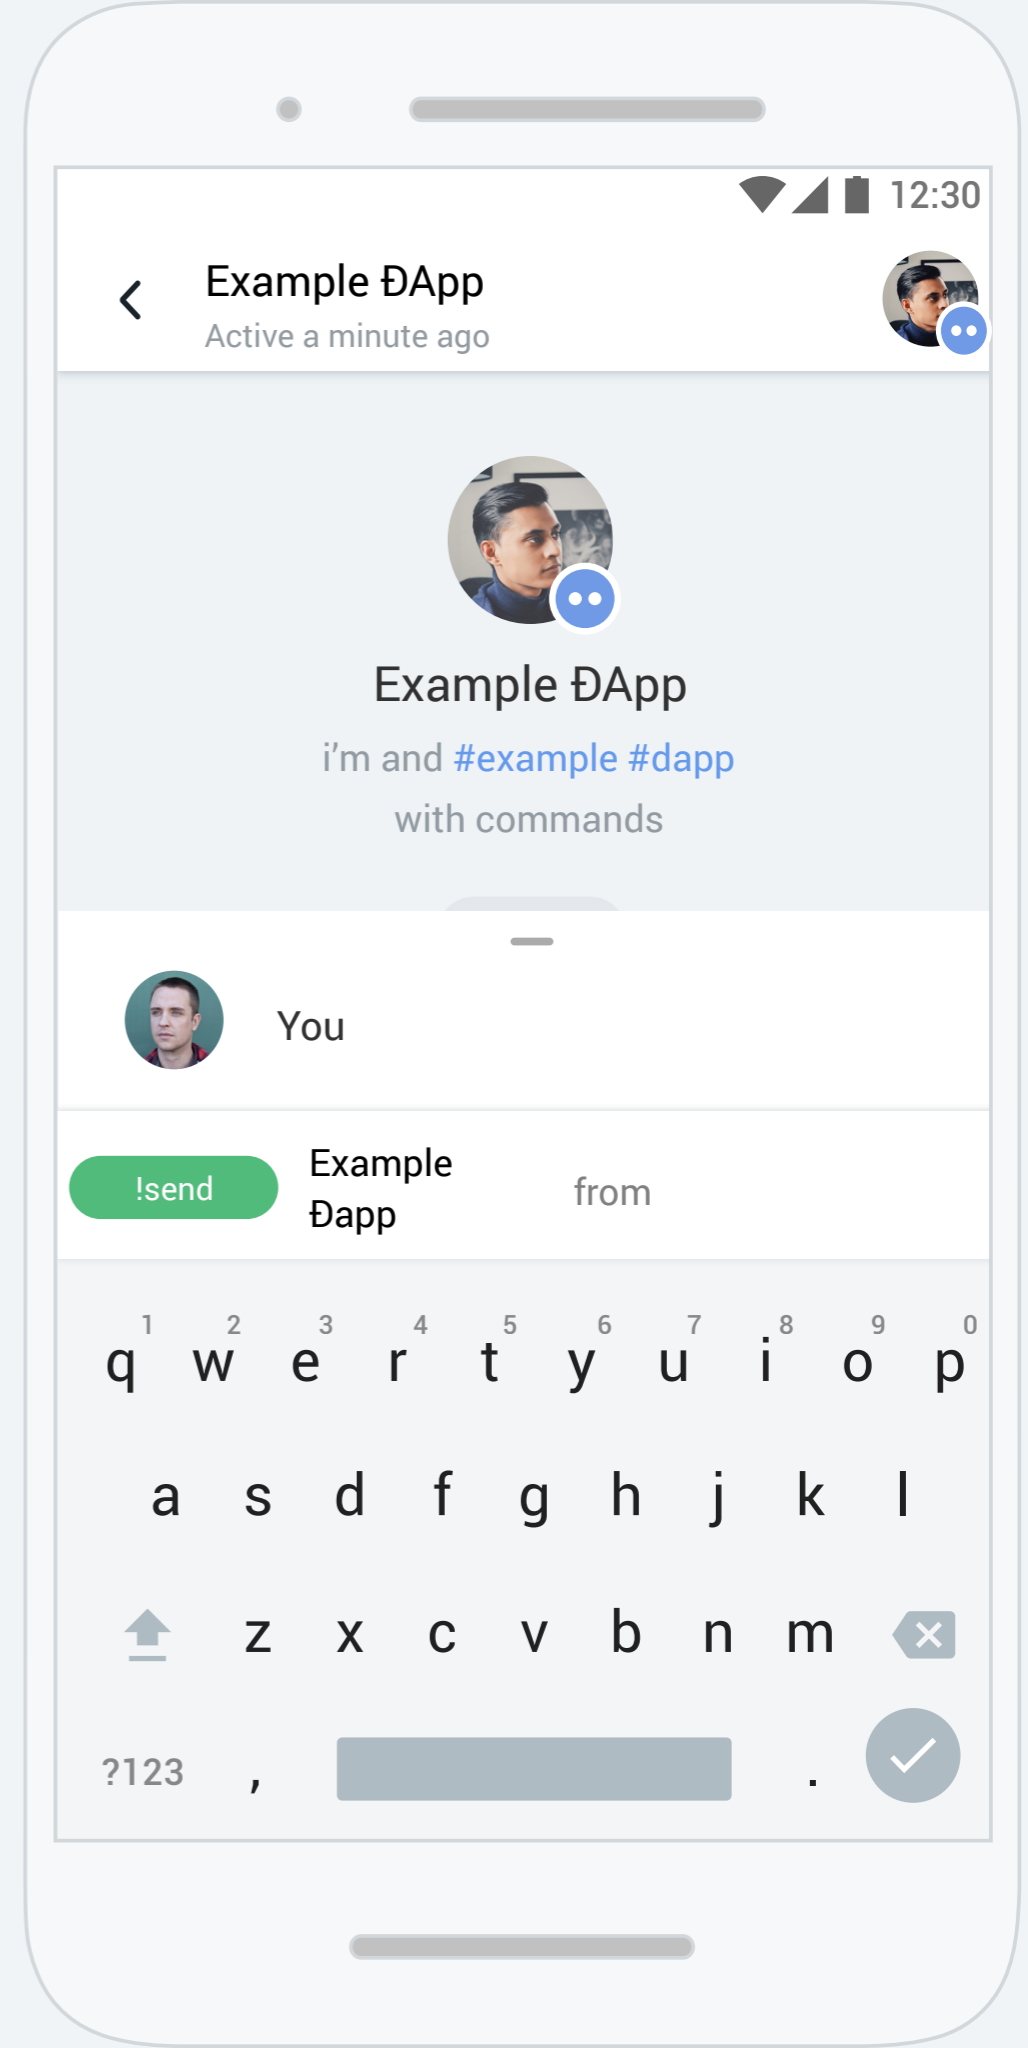 12:30
Example ĐApp
Active a minute ago
Example ĐApp
i’m and #example #dapp
with commands
You
!send Example Đapp from
1 2 3 4 5 6 7 8 9 0
q w e r t y u i o p
a s d f g h j k l
z x c v b n m
?123 , .